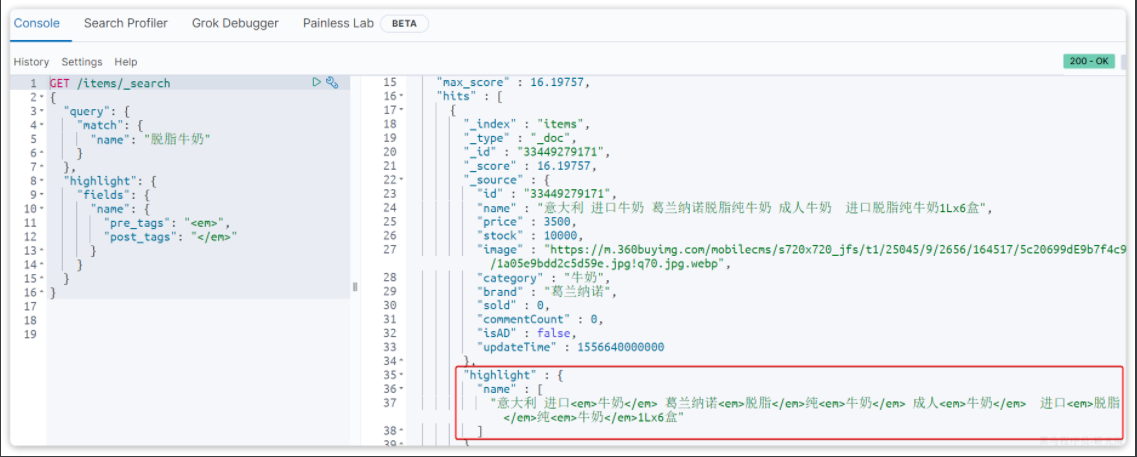 Console Search Profiler Grok Debugger Painless Lab BETA
History Settings Help 200 - OK
1 GET /items/_search
2 {
3 "query": {
4 "match": {
5 "name": "脱脂牛奶"
6 }
7 },
8 "highlight": {
9 "fields": {
10 "name": {
11 "pre_tags": "<em>",
12 "post_tags": "</em>"
13 }
14 }
15 }
16 }
17
18
19
15 "max_score" : 16.19757,
16 "hits" : [
17 {
18 "_index" : "items",
19 "_type" : "_doc",
20 "_id" : "33449279171",
21 "_score" : 16.19757,
22 "_source" : {
23 "id" : "33449279171",
24 "name" : "意大利 进口牛奶 葛兰纳诺脱脂纯牛奶 成人牛奶  进口脱脂纯牛奶1Lx6盒",
25 "price" : 3500,
26 "stock" : 10000,
27 "image" : "https://m.360buyimg.com/mobilecms/s720x720_jfs/t1/25045/9/2656/164517/5c20699dE9b7f4c9
/1a05e9bdd2c5d59e.jpg!q70.jpg.webp",
28 "category" : "牛奶",
29 "brand" : "葛兰纳诺",
30 "sold" : 0,
31 "commentCount" : 0,
32 "isAD" : false,
33 "updateTime" : 1556640000000
34 },
35 "highlight" : {
36 "name" : [
37 "意大利 进口<em>牛奶</em> 葛兰纳诺<em>脱脂</em>纯<em>牛奶</em> 成人<em>牛奶</em>  进口<em>脱脂
</em>纯<em>牛奶</em>1Lx6盒"
38 ]
39 {